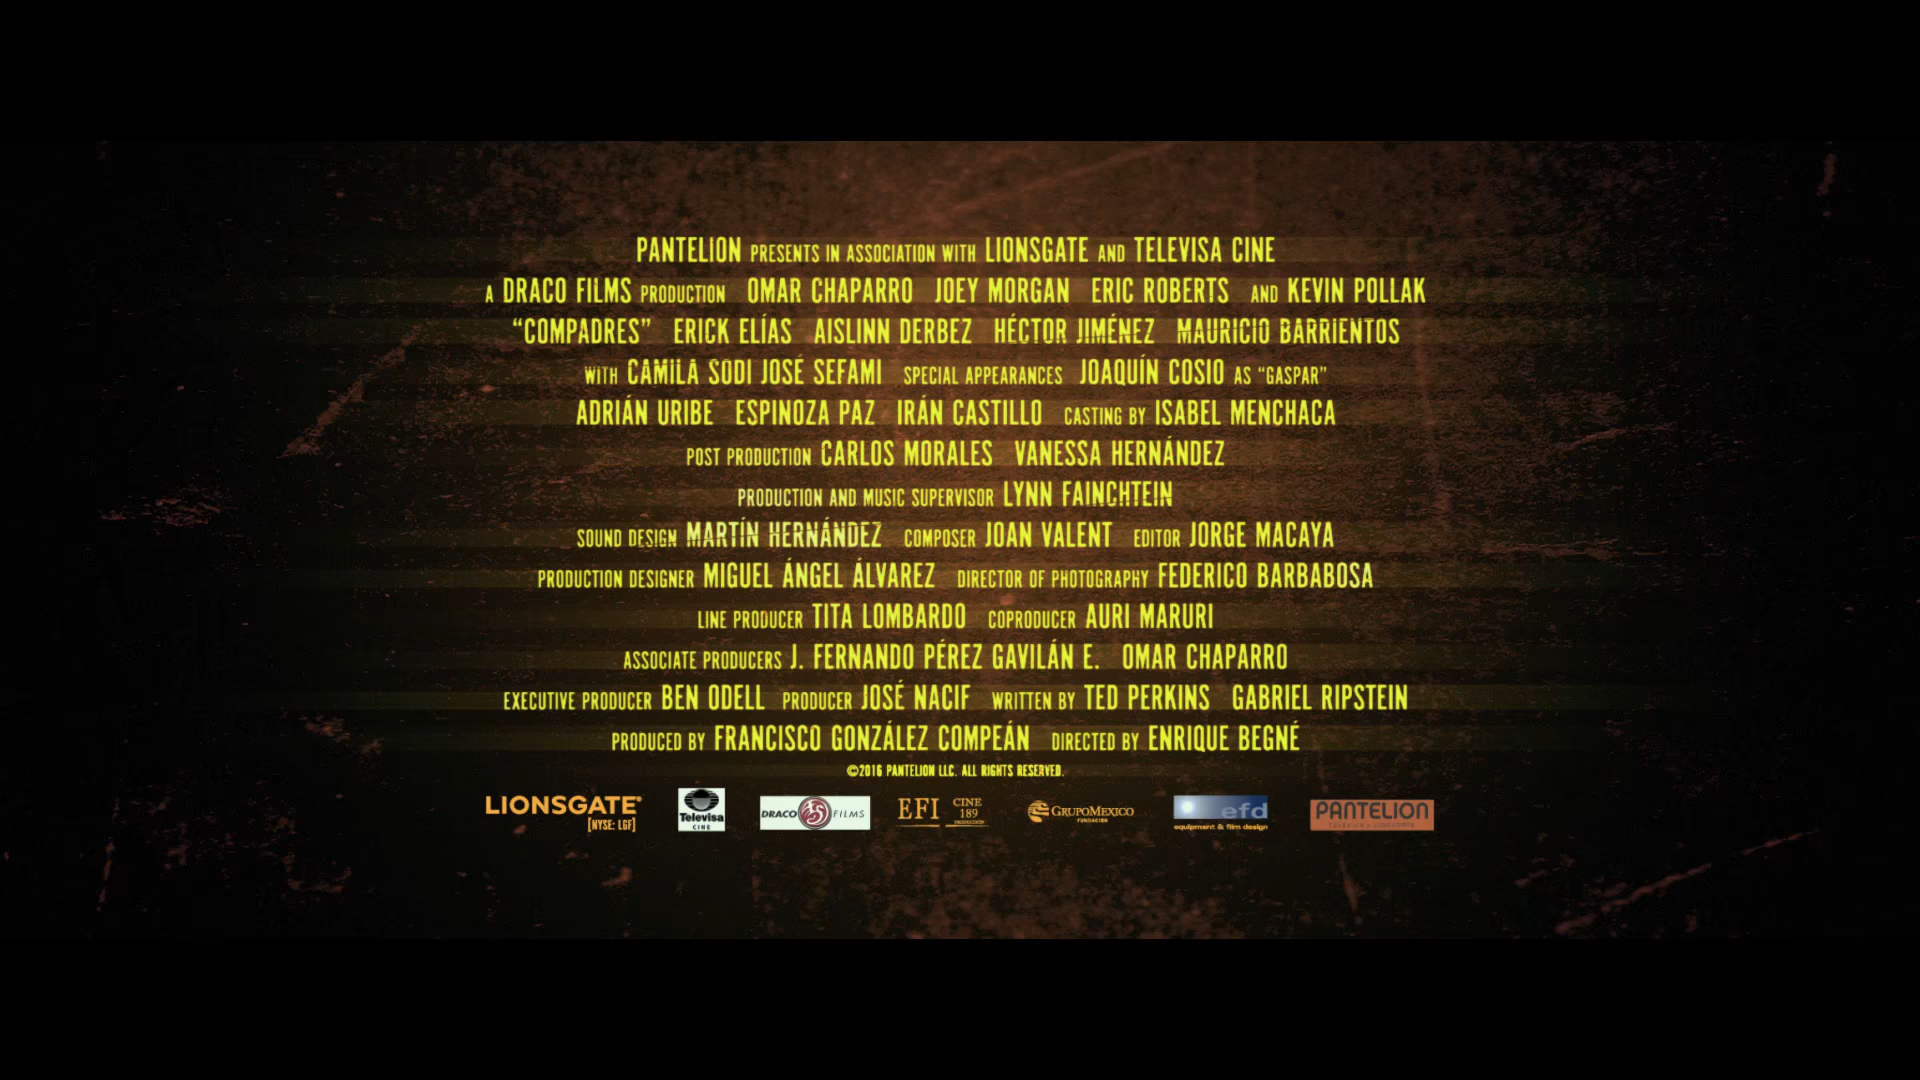 PANTELION PRESENTS IN ASSOCIATION WITH LIONSGATE AND TELEVISA CINE
A DRACO FILMS PRODUCTION OMAR CHAPARRO JOEY MORGAN ERIC ROBERTS AND KEVIN POLLAK
“COMPADRES” ERICK ELÍAS AISLINN DERBEZ HÉCTOR JIMÉNEZ MAURICIO BARRIENTOS
WITH CAMILA SODI JOSÉ SEFAMI SPECIAL APPEARANCES JOAQUÍN COSIO AS “GASPAR”
ADRIÁN URIBE ESPINOZA PAZ IRÁN CASTILLO CASTING BY ISABEL MENCHACA
POST PRODUCTION CARLOS MORALES VANESSA HERNÁNDEZ
PRODUCTION AND MUSIC SUPERVISOR LYNN FAINCHTEIN
SOUND DESIGN MARTÍN HERNÁNDEZ COMPOSER JOAN VALENT EDITOR JORGE MACAYA
PRODUCTION DESIGNER MIGUEL ÁNGEL ÁLVAREZ DIRECTOR OF PHOTOGRAPHY FEDERICO BARBABOSA
LINE PRODUCER TITA LOMBARDO COPRODUCER AURI MARURI
ASSOCIATE PRODUCERS J. FERNANDO PÉREZ GAVILÁN E. OMAR CHAPARRO
EXECUTIVE PRODUCER BEN ODELL PRODUCER JOSÉ NACIF WRITTEN BY TED PERKINS GABRIEL RIPSTEIN
PRODUCED BY FRANCISCO GONZÁLEZ COMPEÁN DIRECTED BY ENRIQUE BEGNÉ
©2016 PANTELION LLC. ALL RIGHTS RESERVED.
LIONSGATE®
[NYSE: LGF]
Televisa
CINE
DRACO FILMS
EFI CINE
189
PRODUCCIÓN
GRUPOMEXICO
FUNDACIÓN
efd
equipment & film design
PANTELION
TELEVISA + LIONSGATE